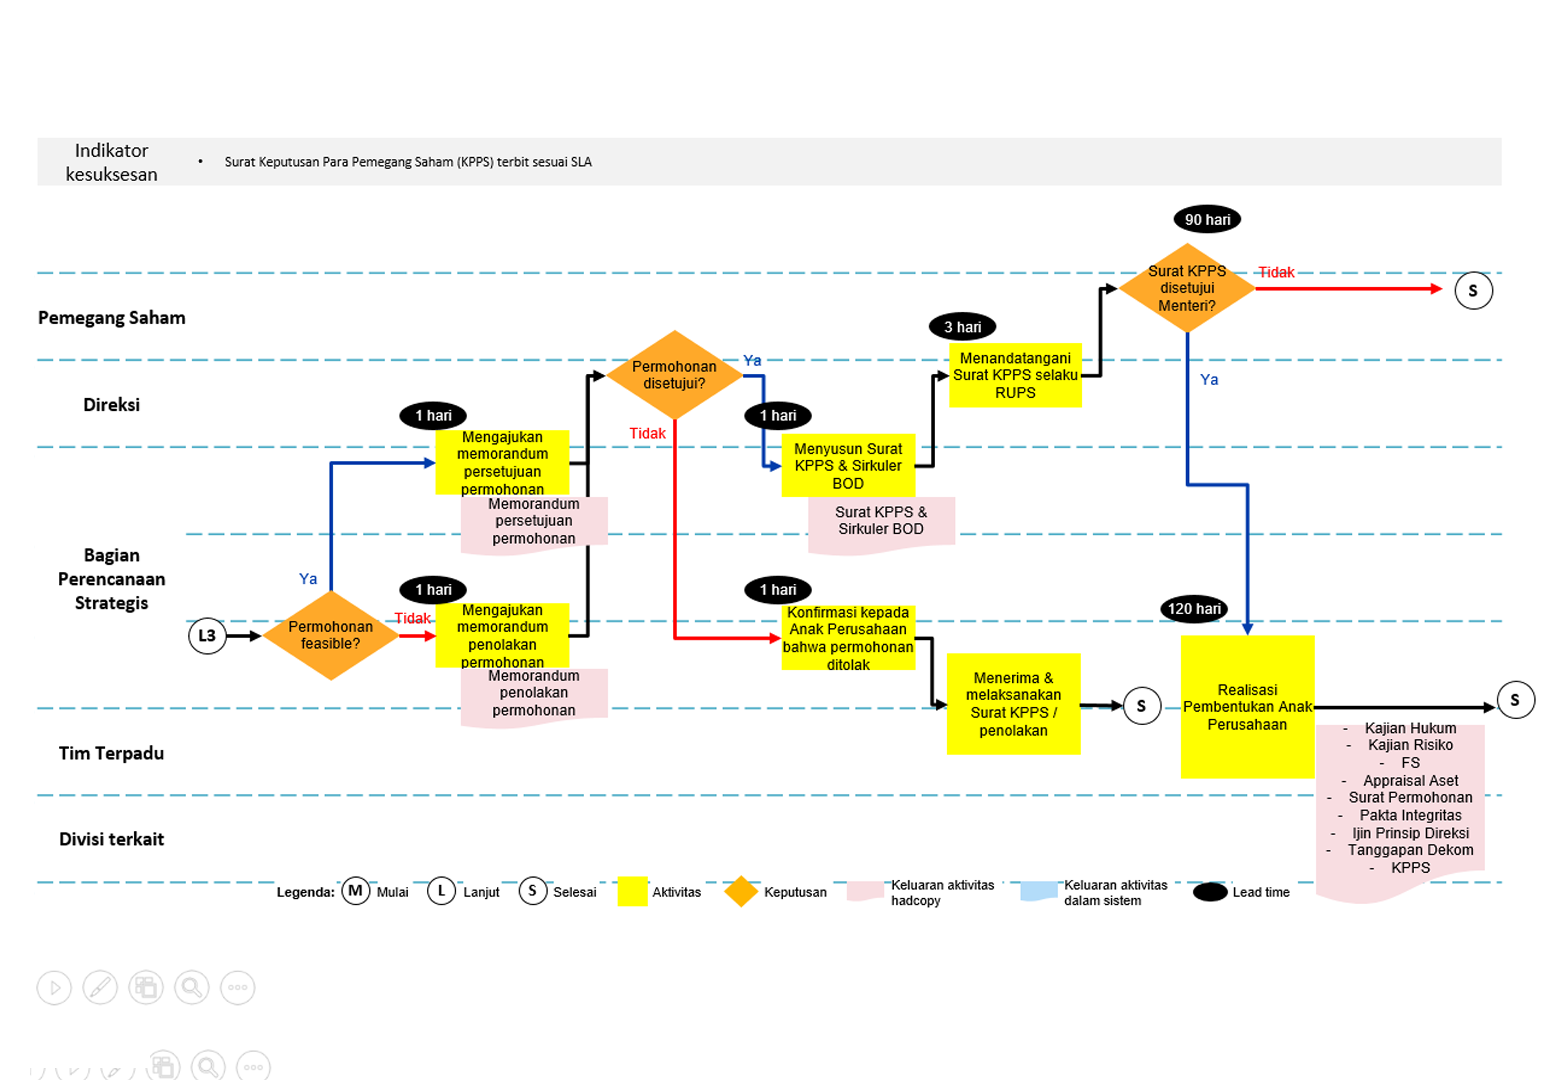 Indikator
kesuksesan
• Surat Keputusan Para Pemegang Saham (KPPS) terbit sesuai SLA
90 hari
Surat KPPS
disetujui
Menteri?
Tidak
S
Pemegang Saham
3 hari
Menandatangani
Surat KPPS selaku
RUPS
Ya
Permohonan
disetujui?
Ya
Tidak
Direksi
1 hari
Mengajukan
memorandum
persetujuan
permohonan
Memorandum
persetujuan
permohonan
1 hari
Menyusun Surat
KPPS & Sirkuler
BOD
Surat KPPS &
Sirkuler BOD
Bagian
Perencanaan
Strategis
Ya
L3
Permohonan
feasible?
Tidak
1 hari
Mengajukan
memorandum
penolakan
permohonan
Memorandum
penolakan
permohonan
1 hari
Konfirmasi kepada
Anak Perusahaan
bahwa permohonan
ditolak
120 hari
Menerima &
melaksanakan
Surat KPPS /
penolakan
S
Realisasi
Pembentukan Anak
Perusahaan
S
Tim Terpadu
- Kajian Hukum
- Kajian Risiko
- FS
- Appraisal Aset
- Surat Permohonan
- Pakta Integritas
- Ijin Prinsip Direksi
- Tanggapan Dekom
- KPPS
Divisi terkait
Legenda:
M Mulai
L Lanjut
S Selesai
Aktivitas
Keputusan
Keluaran aktivitas
hadcopy
Keluaran aktivitas
dalam sistem
Lead time